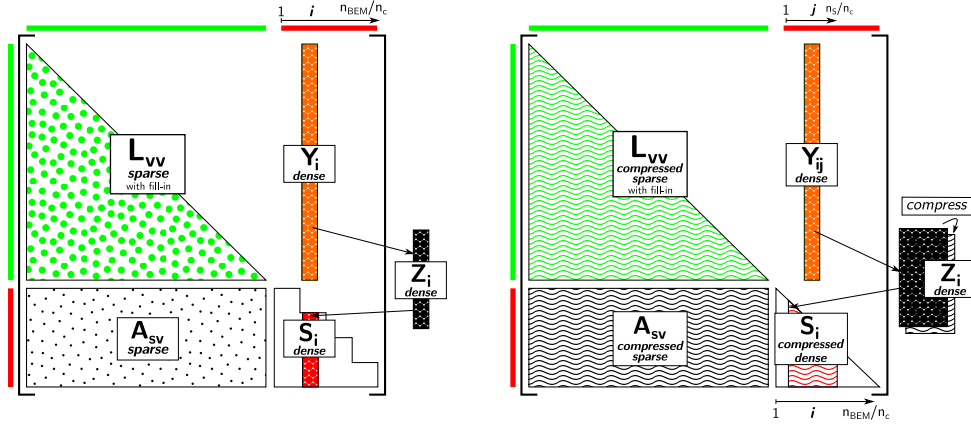 1 i n_BEM/n_c
L_vv
sparse
with fill-in
Y_i
dense
Z_i
dense
A_sv
sparse
S_i
dense
1 j n_S/n_c
L_vv
compressed
sparse
with fill-in
Y_ij
dense
compress
Z_i
dense
A_sv
compressed
sparse
S_i
compressed
dense
1 i n_BEM/n_c